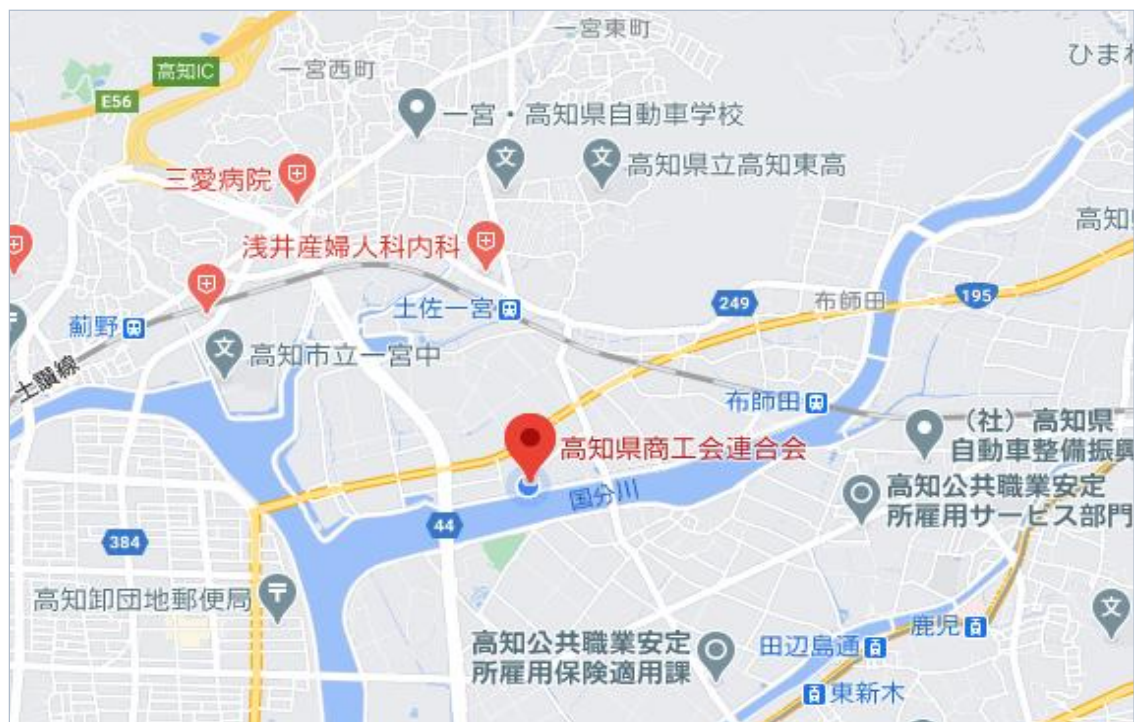 一宮東町
ひまわ
高知IC
一宮西町
E56
一宮・高知県自動車学校
三愛病院
高知県立高知東高
高知県
浅井産婦人科内科
249
布師田
195
薊野
土佐一宮
高知市立一宮中
土讃線
布師田
高知県商工会連合会
（社）高知県
自動車整備振興
国分川
高知公共職業安定
所雇用サービス部門
44
384
高知卸団地郵便局
高知公共職業安定
所雇用保険適用課
田辺島通
鹿児
東新木